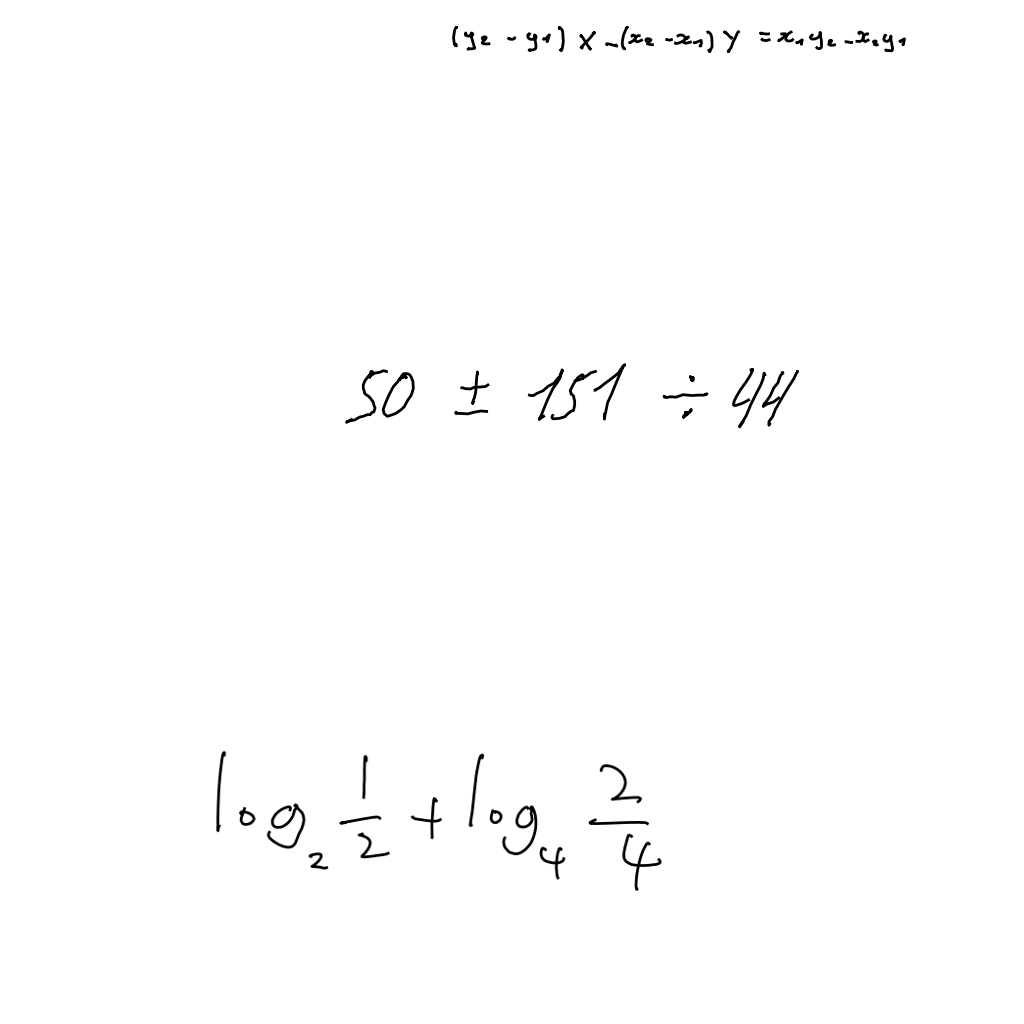 (y₂ - y₁) X - (x₂ - x₁) Y = x₁y₂ - x₂y₁
50 ± 151 ÷ 44
log₂ 1/2 + log₄ 2/4